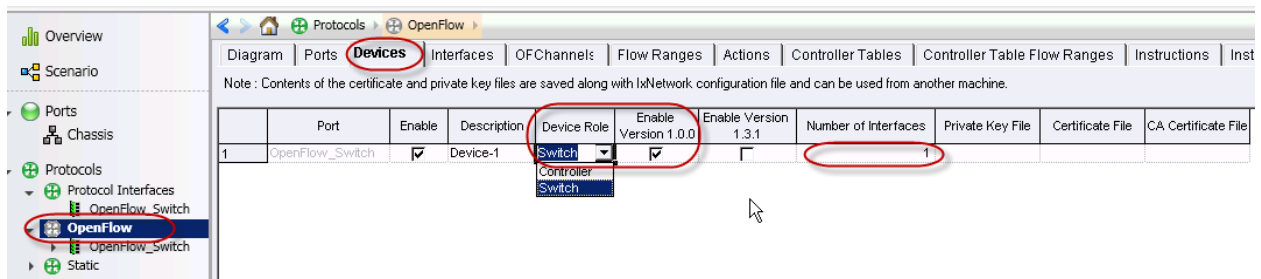 Overview
Scenario
Ports
Chassis
Protocols
Protocol Interfaces
OpenFlow_Switch
OpenFlow
OpenFlow_Switch
Static
Protocols OpenFlow
Diagram Ports Devices Interfaces OFChannels Flow Ranges Actions Controller Tables Controller Table Flow Ranges Instructions Inst
Note : Contents of the certificate and private key files are saved along with IxNetwork configuration file and can be used from another machine.
Port Enable Description Device Role Enable Version 1.0.0 Enable Version 1.3.1 Number of Interfaces Private Key File Certificate File CA Certificate File
1 OpenFlow_Switch Device-1 Switch 1
Controller
Switch